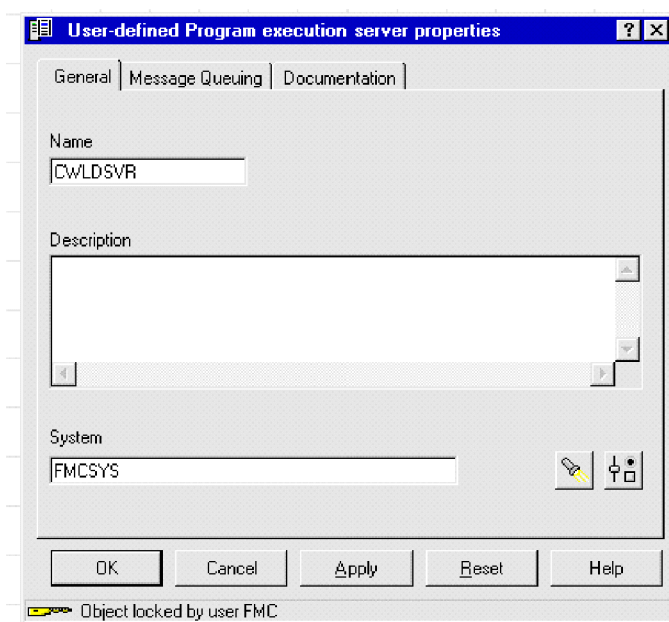 User-defined Program execution server properties
General Message Queuing Documentation
Name
CWLDSVR
Description
System
FMCSYS
OK Cancel Apply Reset Help
Object locked by user FMC